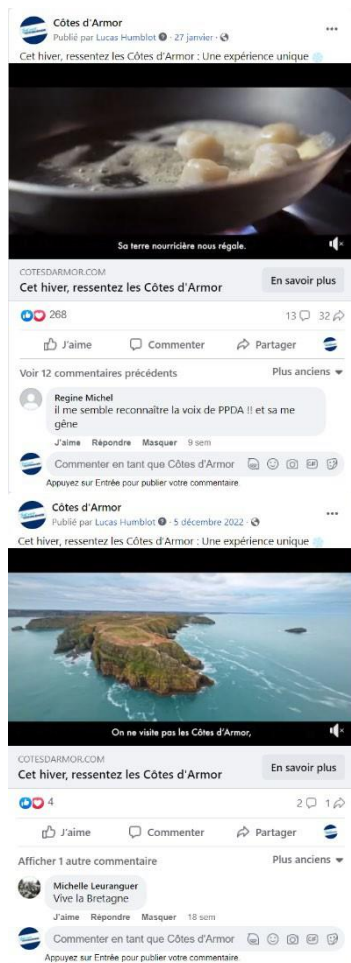 Côtes d'Armor
Publié par Lucas Humblot · 27 janvier ·
Cet hiver, ressentez les Côtes d'Armor : Une expérience unique
Sa terre nourricière nous régale.
COTESDARMOR.COM
Cet hiver, ressentez les Côtes d'Armor
En savoir plus
268
13 32
J'aime Commenter Partager
Voir 12 commentaires précédents Plus anciens
Regine Michel
il me semble reconnaître la voix de PPDA !! et sa me
gêne
J'aime Répondre Masquer 9 sem
Commenter en tant que Côtes d'Armor
Appuyez sur Entrée pour publier votre commentaire.
Côtes d'Armor
Publié par Lucas Humblot · 5 décembre 2022 ·
Cet hiver, ressentez les Côtes d'Armor : Une expérience unique
On ne visite pas les Côtes d'Armor,
COTESDARMOR.COM
Cet hiver, ressentez les Côtes d'Armor
En savoir plus
4
2 1
J'aime Commenter Partager
Afficher 1 autre commentaire Plus anciens
Michelle Leuranguer
Vive la Bretagne
J'aime Répondre Masquer 18 sem
Commenter en tant que Côtes d'Armor
Appuyez sur Entrée pour publier votre commentaire.